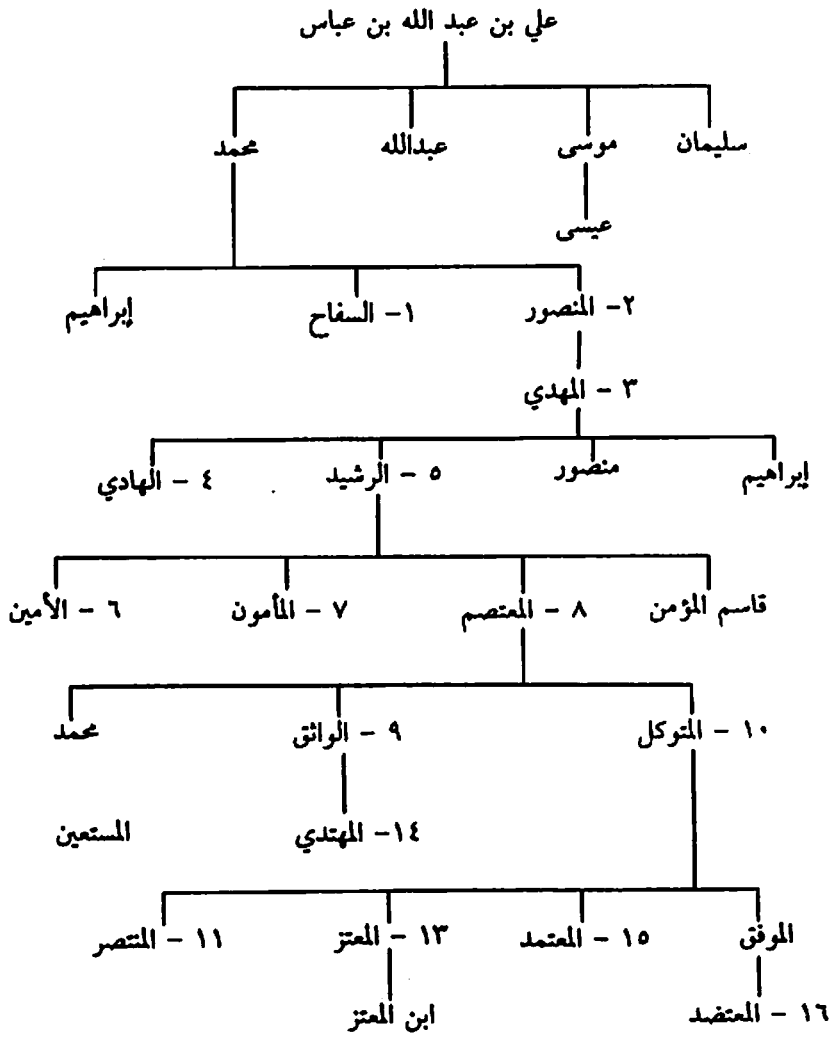 علي بن عبد الله بن عباس
سليمان موسى عبدالله محمد
عيسى
٢- المنصور ١- السفاح إبراهيم
٣ - المهدي
إبراهيم منصور ٥ - الرشيد ٤ - الهادي
قاسم المؤمن ٨ - المعتصم ٧ - المأمون ٦ - الأمين
١٠ - المتوكل ٩ - الواثق محمد
١٤- المهتدي المستعين
الموفق ١٥ - المعتمد ١٣ - المعتز ١١ - المنتصر
١٦ - المعتضد ابن المعتز